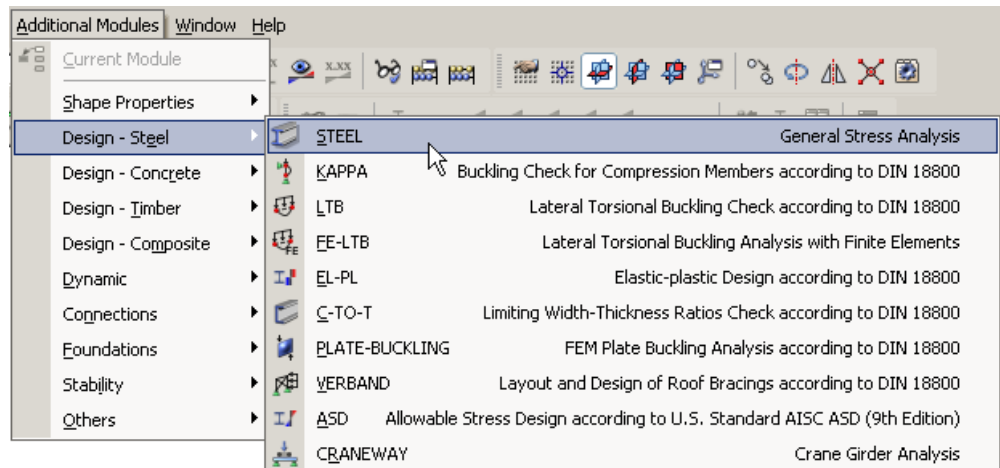 Additional Modules Window Help
Current Module
x.xx
Shape Properties
Design - Steel
Design - Concrete
Design - Timber
Design - Composite
Dynamic
Connections
Foundations
Stability
Others
STEEL General Stress Analysis
KAPPA Buckling Check for Compression Members according to DIN 18800
LTB Lateral Torsional Buckling Check according to DIN 18800
FE FE-LTB Lateral Torsional Buckling Analysis with Finite Elements
EL-PL Elastic-plastic Design according to DIN 18800
C-TO-T Limiting Width-Thickness Ratios Check according to DIN 18800
PLATE-BUCKLING FEM Plate Buckling Analysis according to DIN 18800
VERBAND Layout and Design of Roof Bracings according to DIN 18800
ASD Allowable Stress Design according to U.S. Standard AISC ASD (9th Edition)
CRANEWAY Crane Girder Analysis